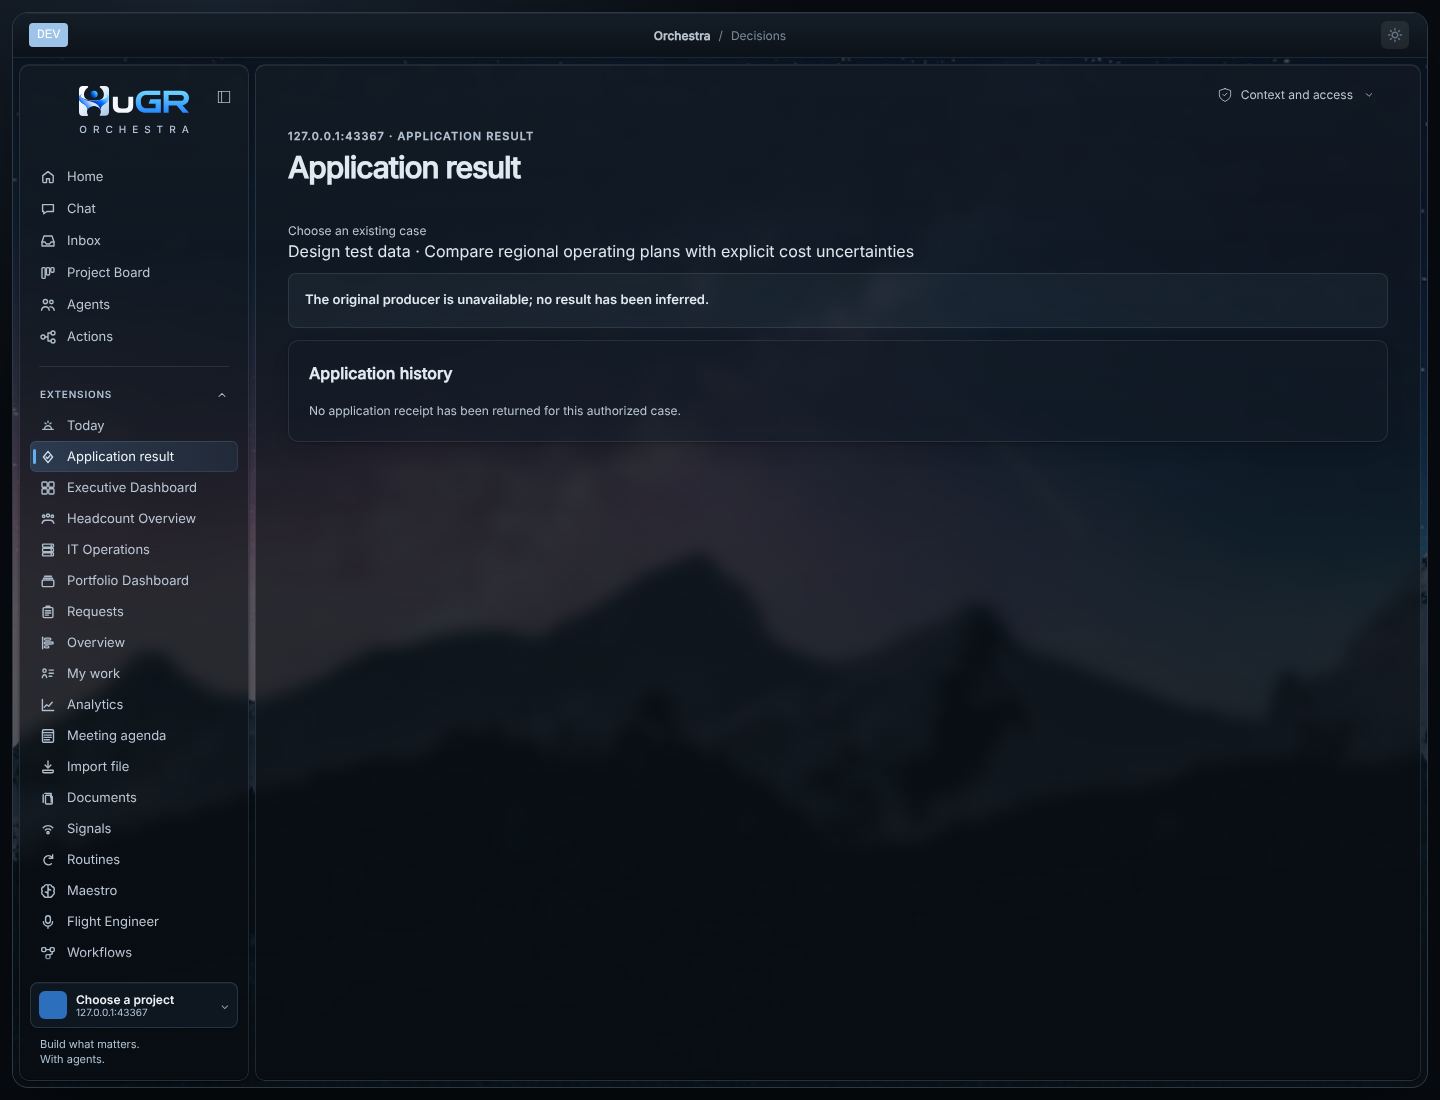 DEV
Orchestra / Decisions
HuGR
ORCHESTRA
Context and access
Home
Chat
Inbox
Project Board
Agents
Actions
EXTENSIONS
Today
Application result
Executive Dashboard
Headcount Overview
IT Operations
Portfolio Dashboard
Requests
Overview
My work
Analytics
Meeting agenda
Import file
Documents
Signals
Routines
Maestro
Flight Engineer
Workflows
Choose a project
127.0.0.1:43367
Build what matters.
With agents.
127.0.0.1:43367 · APPLICATION RESULT
Application result
Choose an existing case
Design test data · Compare regional operating plans with explicit cost uncertainties
The original producer is unavailable; no result has been inferred.
Application history
No application receipt has been returned for this authorized case.